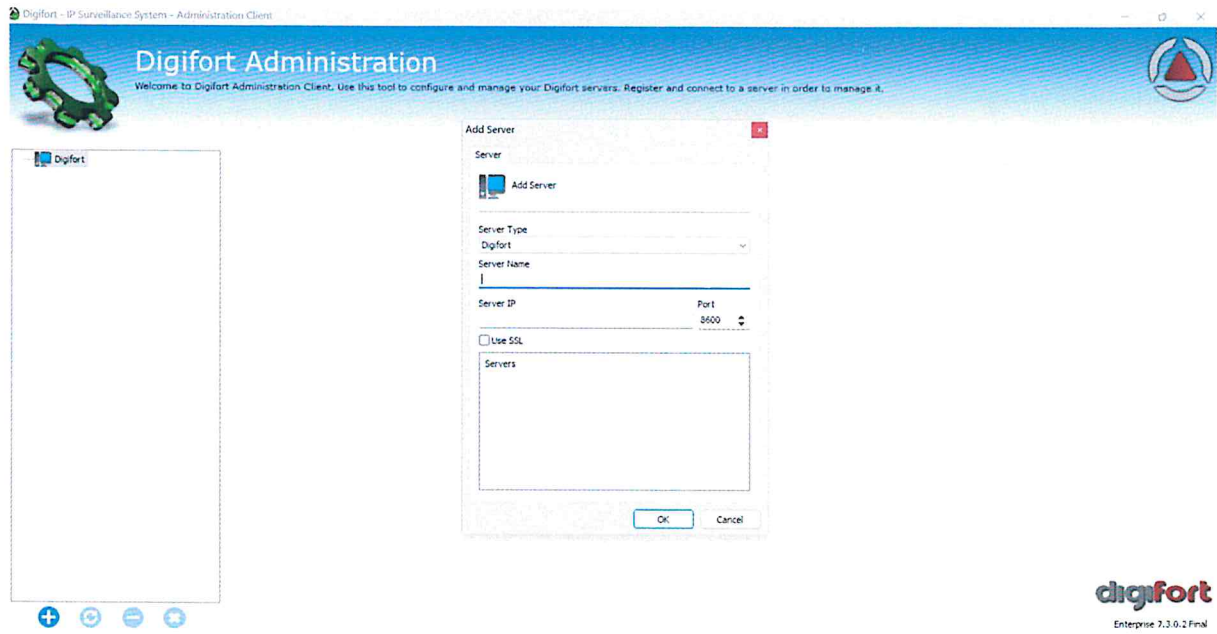 Digifort - IP Surveillance System - Administration Client
Digifort Administration
Welcome to Digifort Administration Client. Use this tool to configure and manage your Digifort servers. Register and connect to a server in order to manage it.
Digifort
Add Server
Server
Add Server
Server Type
Digifort
Server Name
Server IP
Port
8600
Use SSL
Servers
OK
Cancel
digifort
Enterprise 7.3.0.2 Final